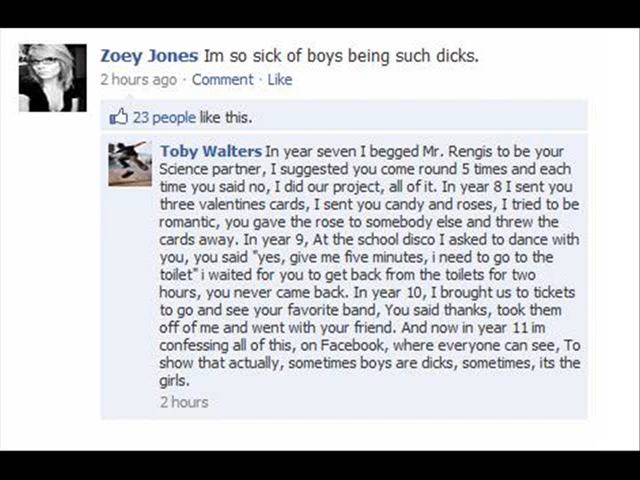 Zoey Jones Im so sick of boys being such dicks.
2 hours ago · Comment · Like
23 people like this.
Toby Walters In year seven I begged Mr. Rengis to be your
Science partner, I suggested you come round 5 times and each
time you said no, I did our project, all of it. In year 8 I sent you
three valentines cards, I sent you candy and roses, I tried to be
romantic, you gave the rose to somebody else and threw the
cards away. In year 9, At the school disco I asked to dance with
you, you said "yes, give me five minutes, i need to go to the
toilet" i waited for you to get back from the toilets for two
hours, you never came back. In year 10, I brought us to tickets
to go and see your favorite band, You said thanks, took them
off of me and went with your friend. And now in year 11 im
confessing all of this, on Facebook, where everyone can see, To
show that actually, sometimes boys are dicks, sometimes, its the
girls.
2 hours